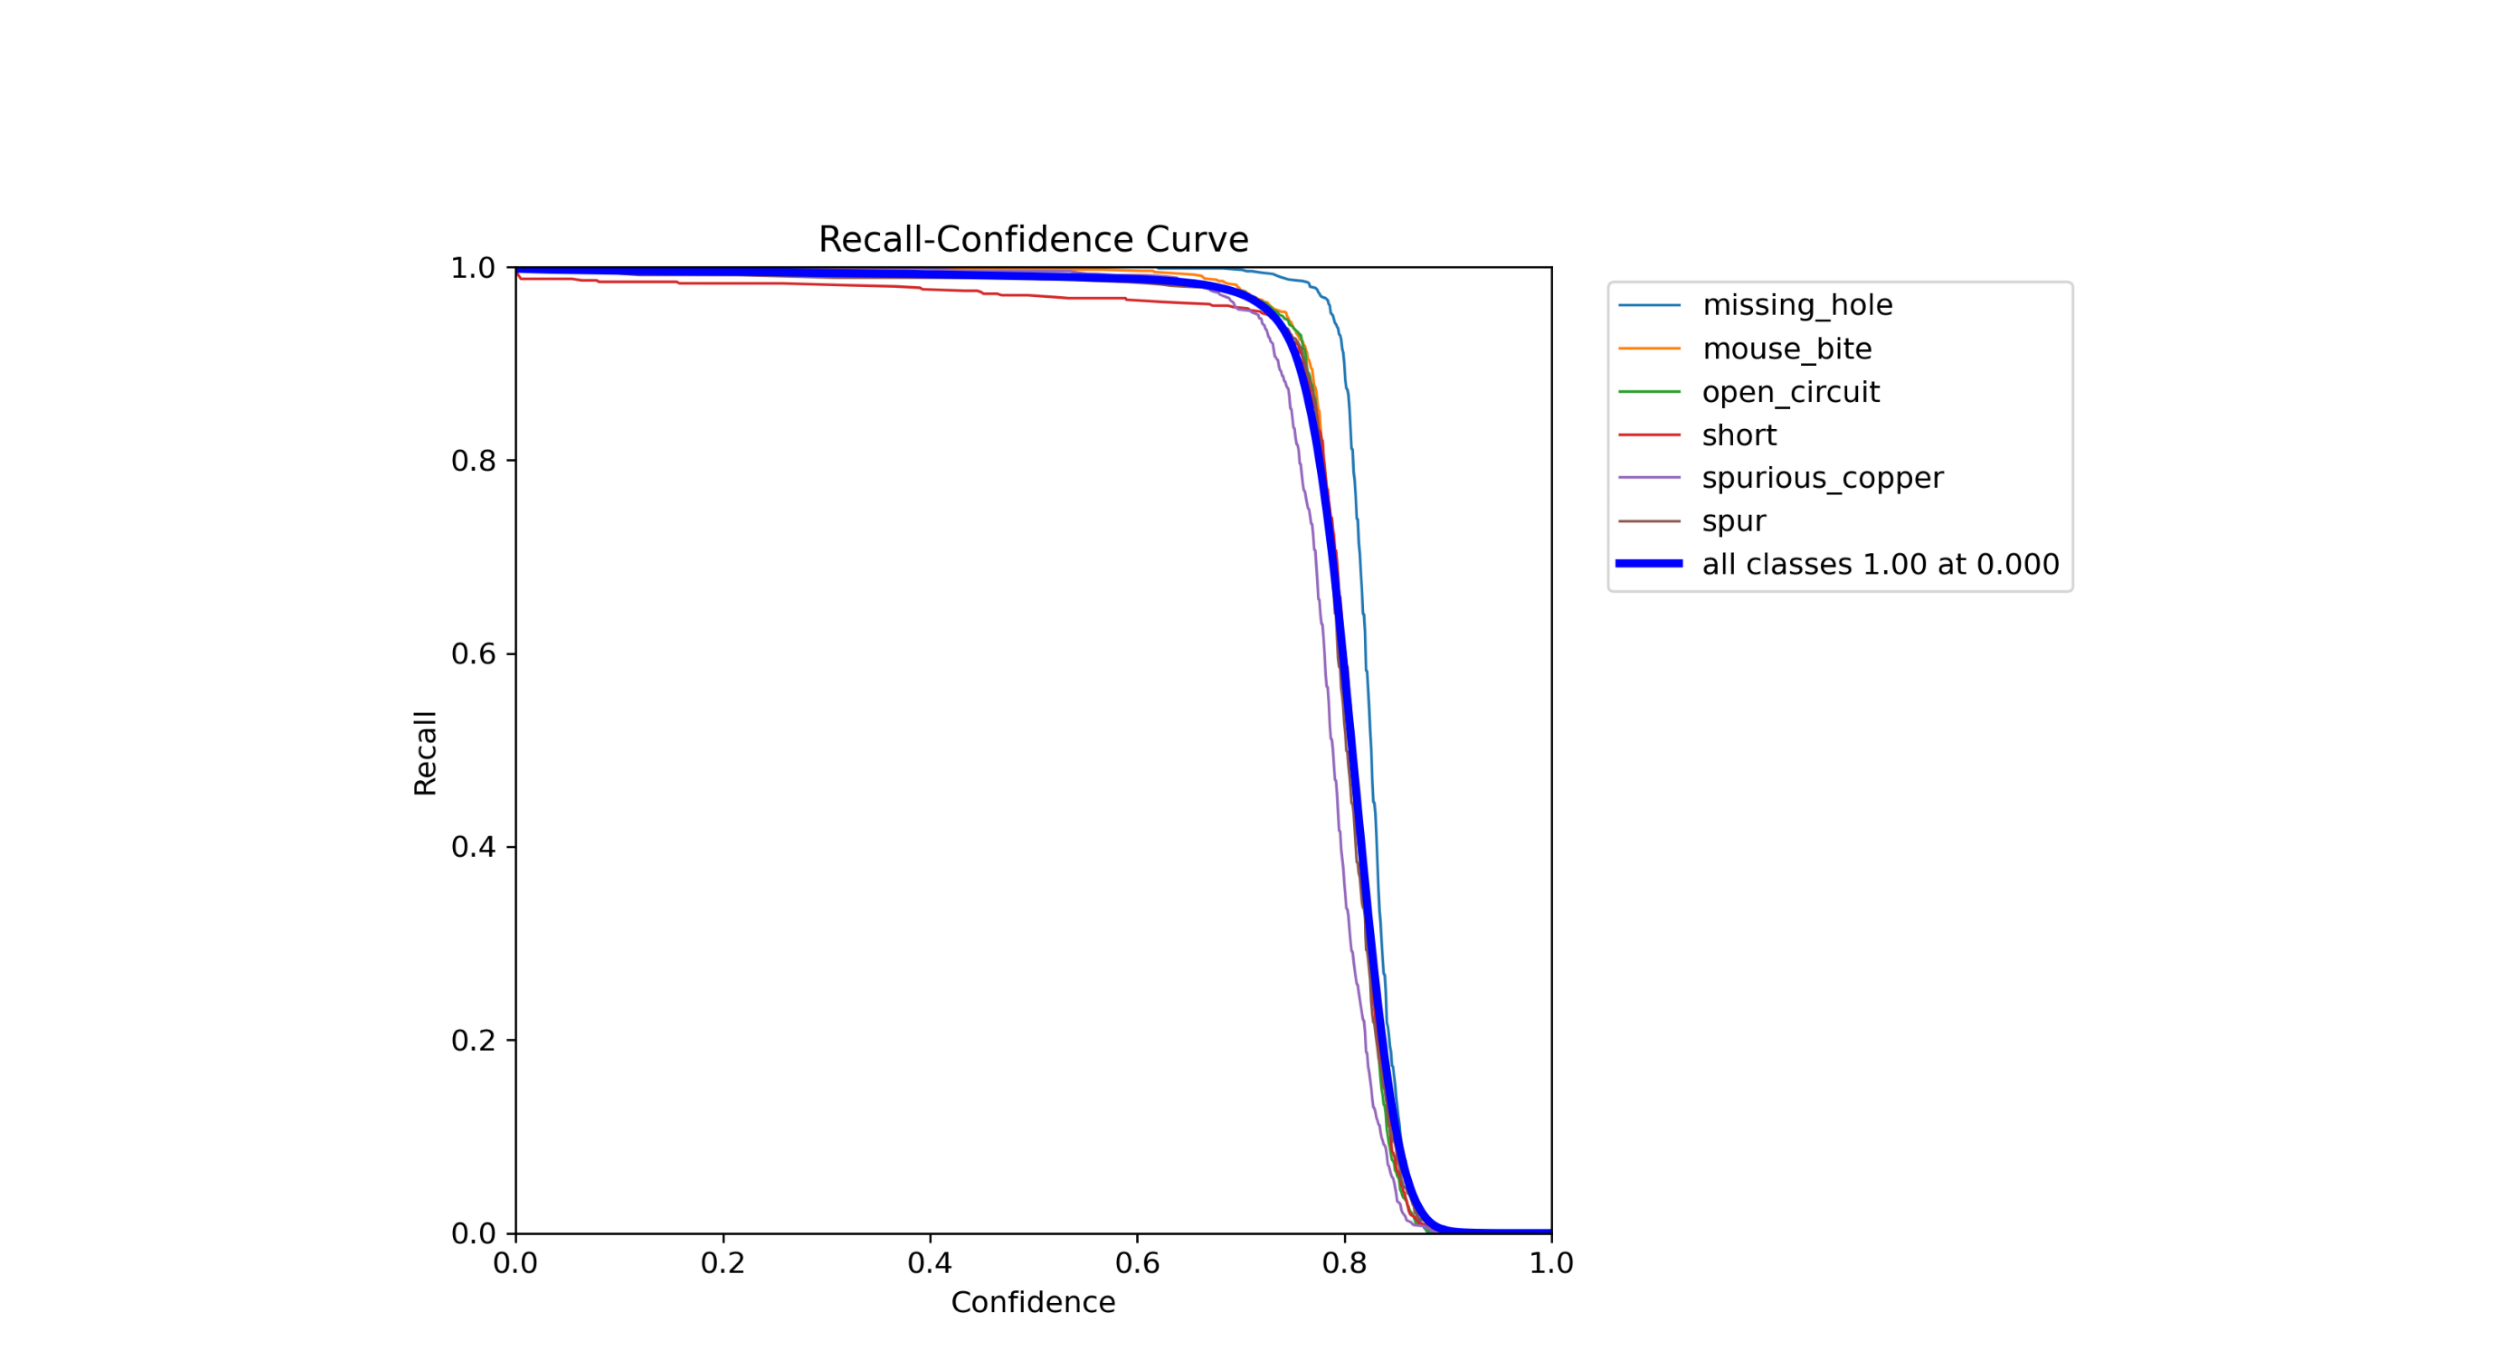 Recall-Confidence Curve
1.0
0.8
0.6
0.4
0.2
0.0
Recall
0.0 0.2 0.4 0.6 0.8 1.0
Confidence
missing_hole
mouse_bite
open_circuit
short
spurious_copper
spur
all classes 1.00 at 0.000